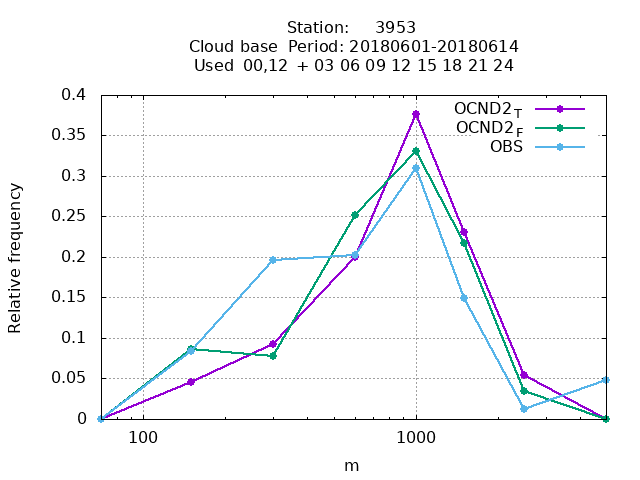 Station: 3953
Cloud base Period: 20180601-20180614
Used 00,12 + 03 06 09 12 15 18 21 24
0.4
0.35
0.3
0.25
0.2
0.15
0.1
0.05
0
Relative frequency
OCND2_T
OCND2_F
OBS
100 1000
m